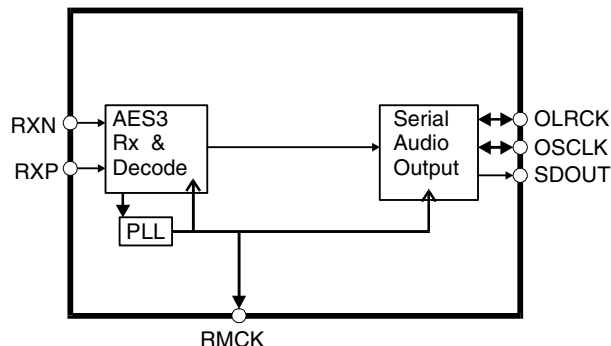 RXN
RXP
AES3
Rx &
Decode
PLL
Serial
Audio
Output
OLRCK
OSCLK
SDOUT
RMCK